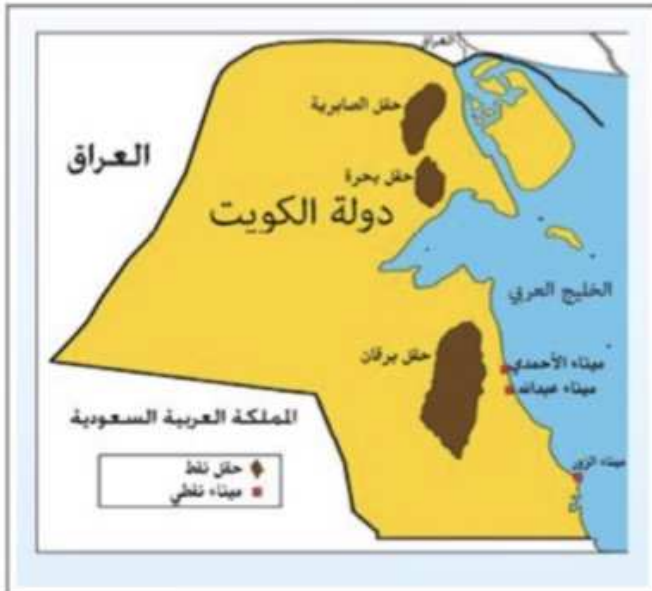 العراق
حقل الصابرية
العراق
حقل بحرة
دولة الكويت
الخليج العربي
حقل برقان
ميناء الأحمدي
ميناء عبدالله
المملكة العربية السعودية
ميناء الزور
حقل نفط
ميناء نفطي